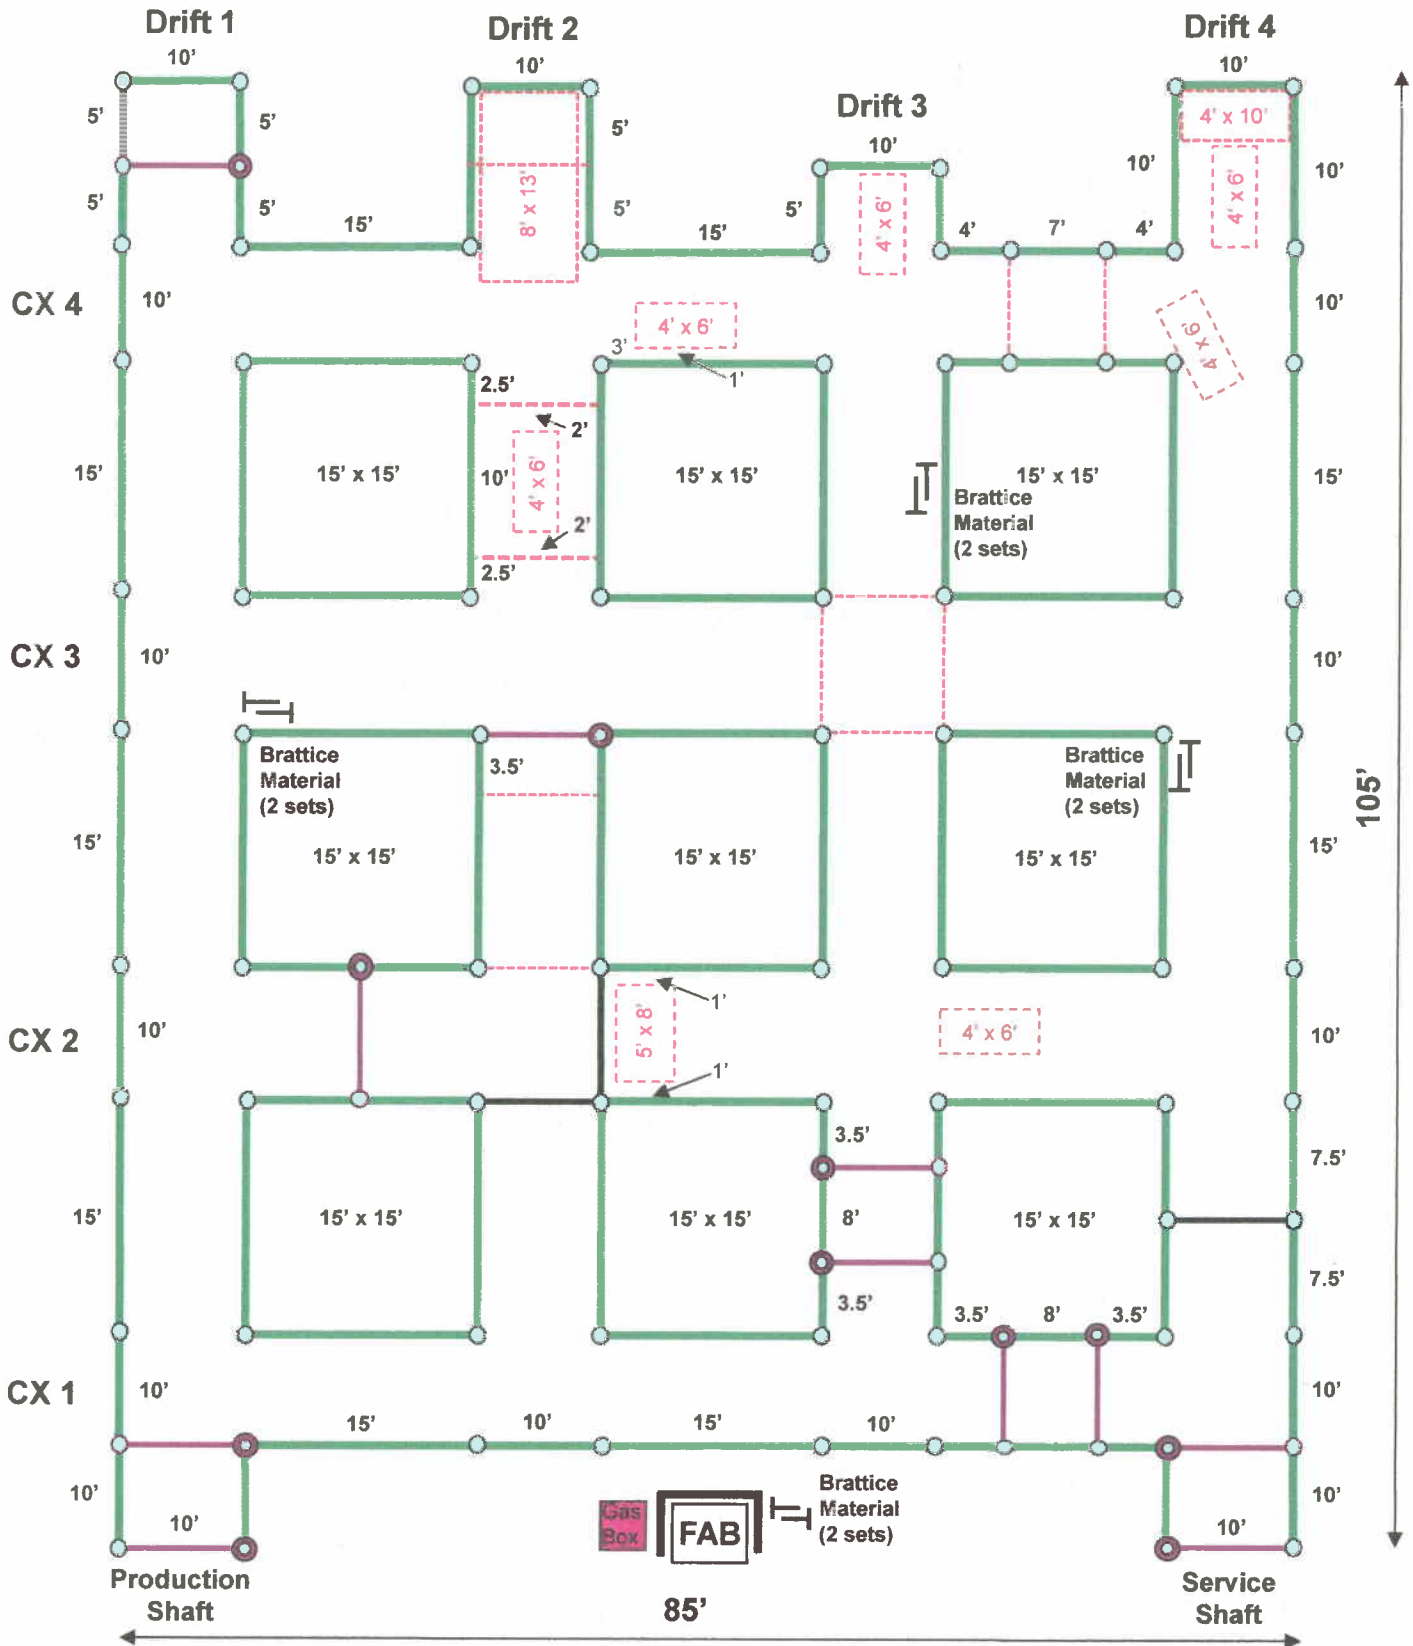 Drift 1
Drift 2
Drift 4
10'
10'
10'
Drift 3
5'
5'
5'
10'
4' x 10'
10'
10'
8' x 13'
4' x 6'
4' x 6'
5'
5'
5'
5'
15'
15'
4'
7'
4'
CX 4
10'
10'
4' x 6'
4' x 6'
3'
1'
2.5'
2'
15'
15' x 15'
10'
4' x 6'
15' x 15'
15' x 15'
15'
Brattice
Material
(2 sets)
2'
2.5'
CX 3
10'
10'
105'
Brattice
Material
(2 sets)
3.5'
Brattice
Material
(2 sets)
15'
15' x 15'
15' x 15'
15' x 15'
15'
CX 2
10'
1'
5' x 8'
4' x 6'
10'
1'
3.5'
7.5'
15'
15' x 15'
15' x 15'
8'
15' x 15'
7.5'
3.5'
3.5'
8'
3.5'
CX 1
10'
10'
15'
10'
15'
10'
10'
10'
10'
10'
Gas
Box
FAB
Brattice
Material
(2 sets)
Production
Shaft
Service
Shaft
85'